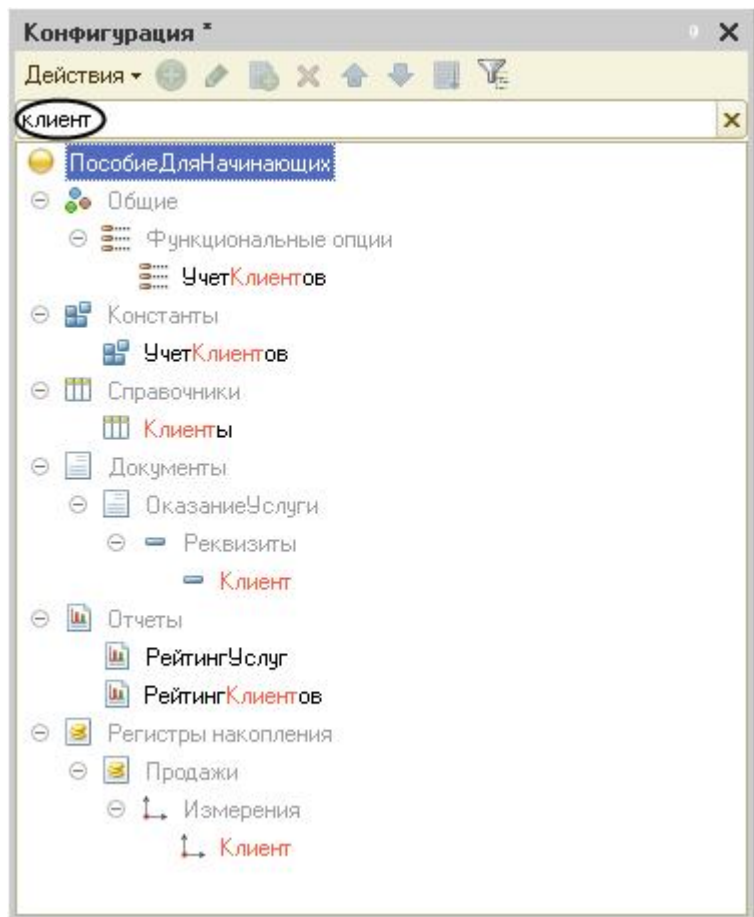 Конфигурация *
Действия
клиент
ПособиеДляНачинающих
Общие
Функциональные опции
УчетКлиентов
Константы
УчетКлиентов
Справочники
Клиенты
Документы
ОказаниеУслуги
Реквизиты
Клиент
Отчеты
РейтингУслуг
РейтингКлиентов
Регистры накопления
Продажи
Измерения
Клиент